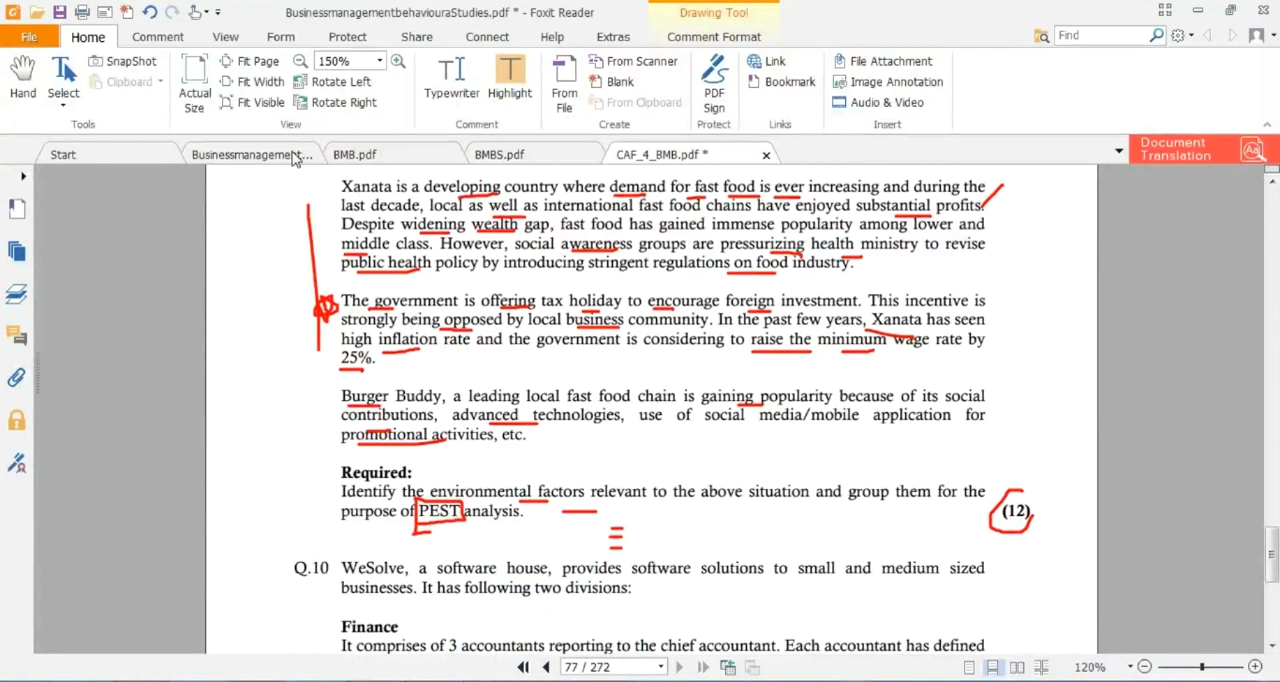 BusinessmanagementbehaviouraStudies.pdf * - Foxit Reader
Drawing Tool
File Home Comment View Form Protect Share Connect Help Extras Comment Format
Find
Hand
Select
SnapShot
Clipboard
Tools
Actual Size
Fit Page
Fit Width
Fit Visible
150%
Rotate Left
Rotate Right
View
Typewriter
Highlight
Comment
From File
From Scanner
Blank
From Clipboard
Create
PDF Sign
Protect
Link
Bookmark
Links
File Attachment
Image Annotation
Audio & Video
Insert
Start Businessmanagement... BMB.pdf BMBS.pdf CAF_4_BMB.pdf *
Document Translation
Xanata is a developing country where demand for fast food is ever increasing and during the
last decade, local as well as international fast food chains have enjoyed substantial profits.
Despite widening wealth gap, fast food has gained immense popularity among lower and
middle class. However, social awareness groups are pressurizing health ministry to revise
public health policy by introducing stringent regulations on food industry.
The government is offering tax holiday to encourage foreign investment. This incentive is
strongly being opposed by local business community. In the past few years, Xanata has seen
high inflation rate and the government is considering to raise the minimum wage rate by
25%.
Burger Buddy, a leading local fast food chain is gaining popularity because of its social
contributions, advanced technologies, use of social media/mobile application for
promotional activities, etc.
Required:
Identify the environmental factors relevant to the above situation and group them for the
purpose of PEST analysis. (12)
Q.10 WeSolve, a software house, provides software solutions to small and medium sized
businesses. It has following two divisions:
Finance
It comprises of 3 accountants reporting to the chief accountant. Each accountant has defined
77 / 272
120%